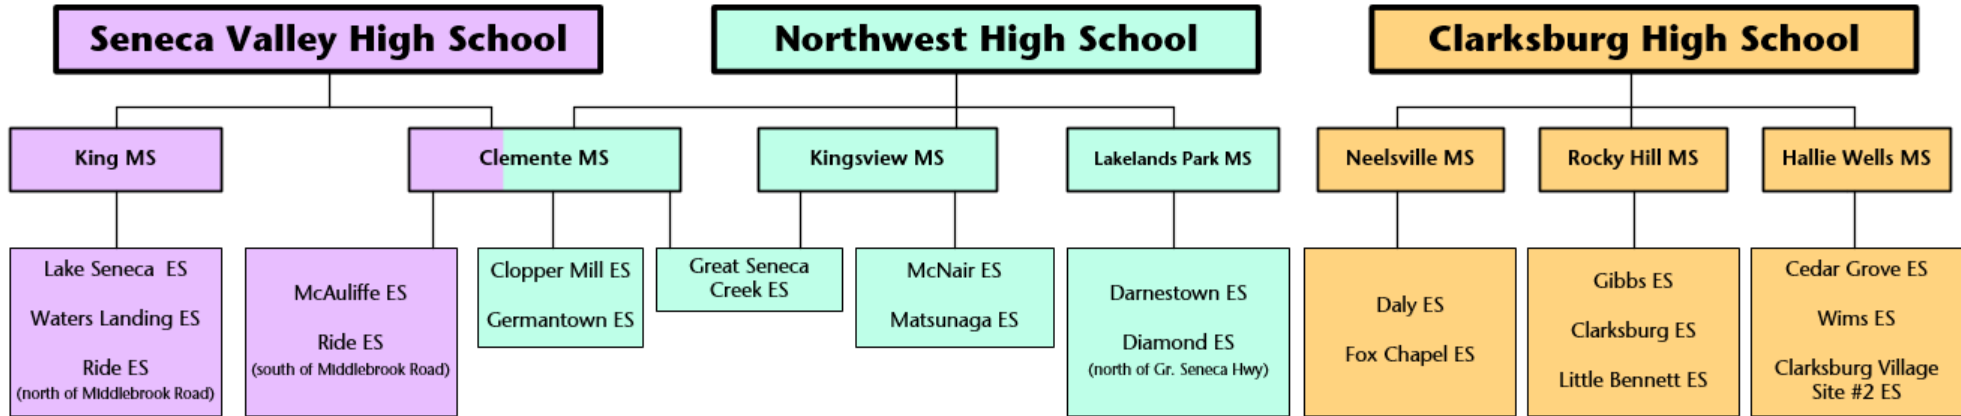 Seneca Valley High School
Northwest High School
Clarksburg High School
King MS
Clemente MS
Kingsview MS
Lakelands Park MS
Neelsville MS
Rocky Hill MS
Hallie Wells MS
Lake Seneca ES
Waters Landing ES
Ride ES
(north of Middlebrook Road)
McAuliffe ES
Ride ES
(south of Middlebrook Road)
Clopper Mill ES
Germantown ES
Great Seneca
Creek ES
McNair ES
Matsunaga ES
Darnestown ES
Diamond ES
(north of Gr. Seneca Hwy)
Daly ES
Fox Chapel ES
Gibbs ES
Clarksburg ES
Little Bennett ES
Cedar Grove ES
Wims ES
Clarksburg Village
Site #2 ES